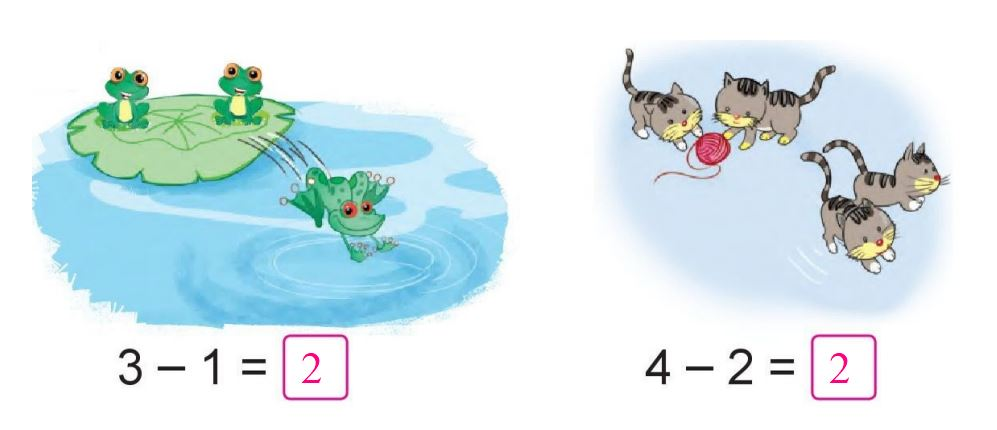 3 – 1 = 2
4 – 2 = 2